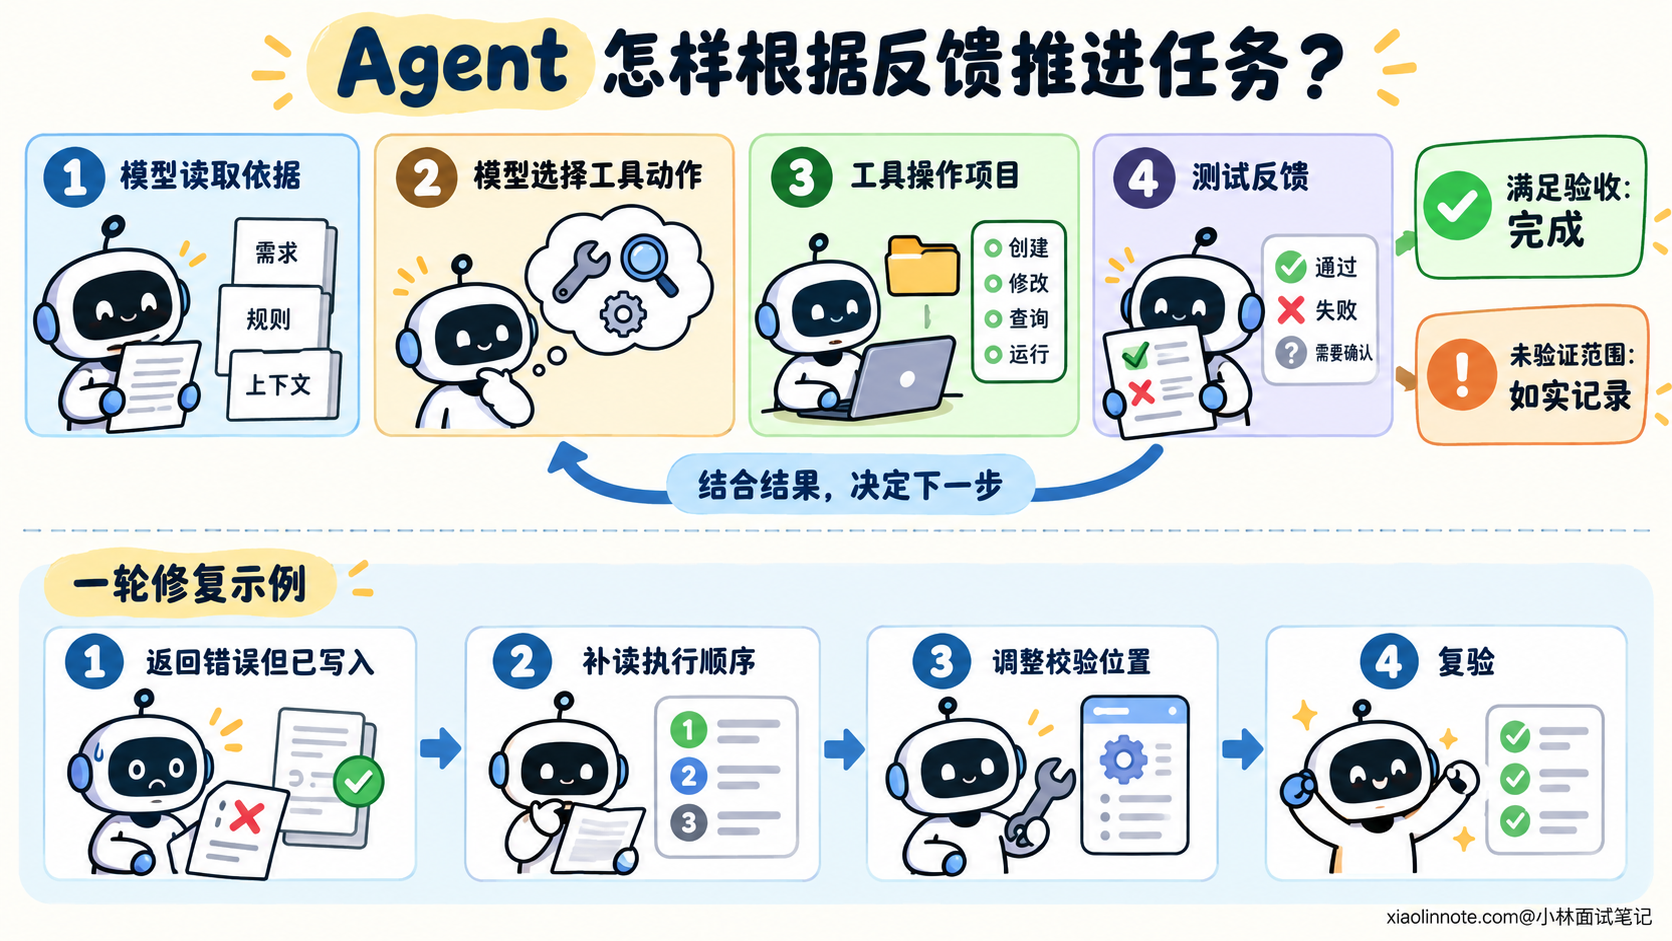 Agent 怎样根据反馈推进任务?
1 模型读取依据
需求
规则
上下文
2 模型选择工具动作
3 工具操作项目
创建
修改
查询
运行
4 测试反馈
通过
失败
需要确认
满足验收:
完成
未验证范围:
如实记录
结合结果，决定下一步
一轮修复示例
1 返回错误但已写入
2 补读执行顺序
1
2
3
3 调整校验位置
4 复验
xiaolinnote.com@小林面试笔记